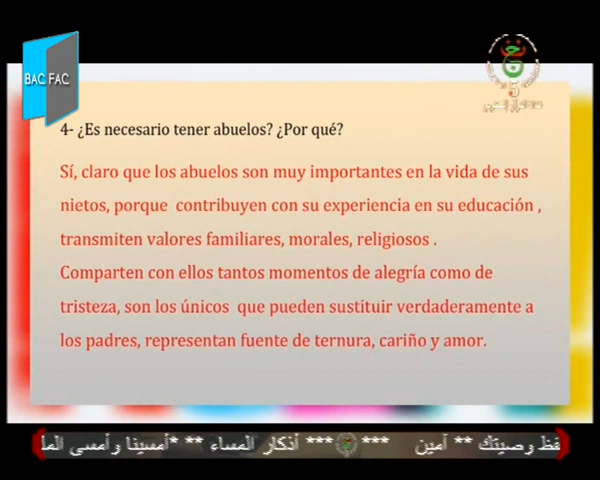 BAC FAC
4- ¿Es necesario tener abuelos? ¿Por qué?
Sí, claro que los abuelos son muy importantes en la vida de sus
nietos, porque contribuyen con su experiencia en su educación ,
transmiten valores familiares, morales, religiosos .
Comparten con ellos tantos momentos de alegría como de
tristeza, son los únicos que pueden sustituir verdaderamente a
los padres, representan fuente de ternura, cariño y amor.
وصيتك ** آمين *** *** أذكار المساء ** *أمسينا وأمسى